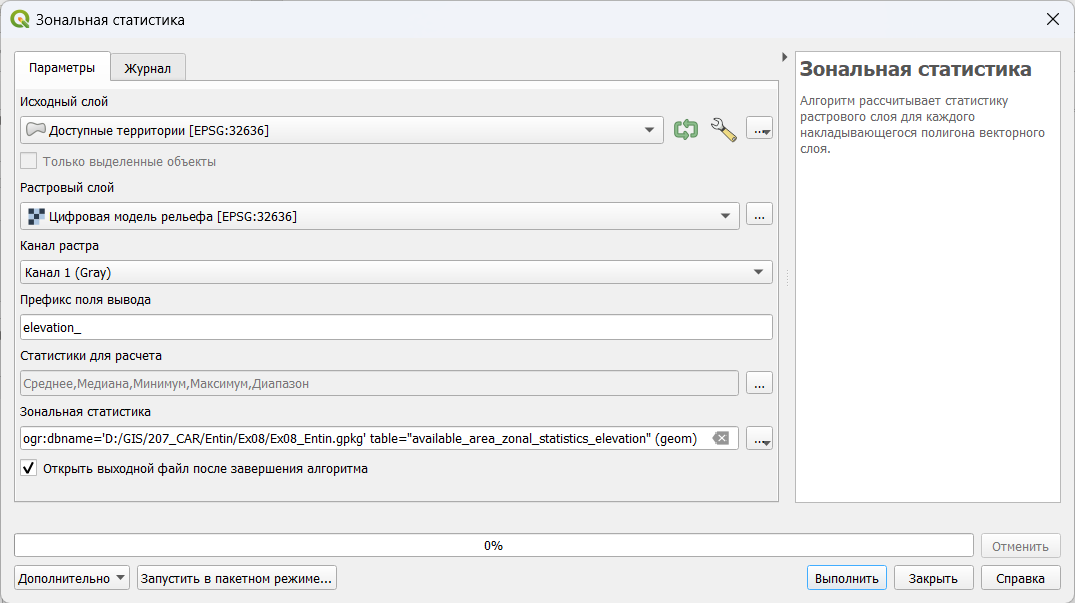 Зональная статистика
Параметры
Журнал
Исходный слой
Доступные территории [EPSG:32636]
...
Только выделенные объекты
Растровый слой
Цифровая модель рельефа [EPSG:32636]
...
Канал растра
Канал 1 (Gray)
Префикс поля вывода
elevation_
Статистики для расчета
Среднее,Медиана,Минимум,Максимум,Диапазон
...
Зональная статистика
ogr:dbname='D:/GIS/207_CAR/Entin/Ex08/Ex08_Entin.gpkg' table="available_area_zonal_statistics_elevation" (geom)
...
Открыть выходной файл после завершения алгоритма
Зональная статистика
Алгоритм рассчитывает статистику
растрового слоя для каждого
накладывающегося полигона векторного
слоя.
0%
Отменить
Дополнительно
Запустить в пакетном режиме...
Выполнить
Закрыть
Справка